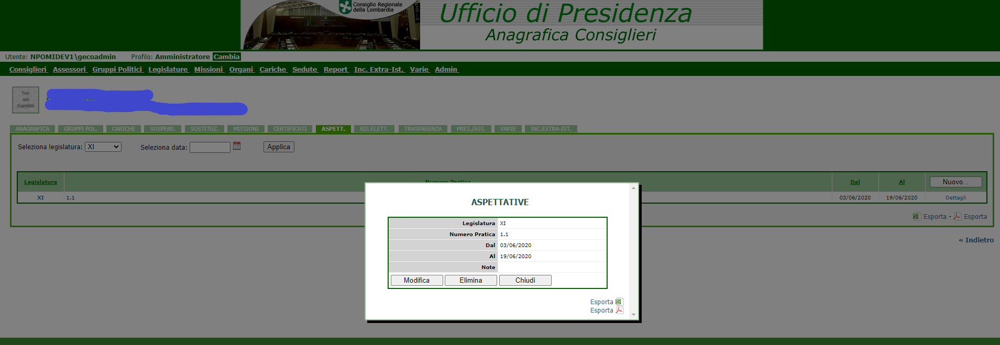 Consiglio Regionale
della Lombardia
Ufficio di Presidenza
Anagrafica Consiglieri
Utente: NPOMIDEV1\gecoadmin Profilo: Amministratore Cambia
Consiglieri Assessori Gruppi Politici Legislature Missioni Organi Cariche Sedute Report Inc. Extra-Ist. Varie Admin
Foto
non
disponibile
ANAGRAFICA GRUPPI POL. CARICHE SOSPENS. SOSTITUZ. MISSIONI CERTIFICATI ASPETT. RIS.ELETT. TRASPARENZA PRES./ASS. VARIE INC.EXTRA-IST.
Seleziona legislatura: XI Seleziona data: Applica
Legislatura Numero Pratica Dal Al Nuovo...
XI 1.1 03/06/2020 19/06/2020 Dettagli
Esporta - Esporta
« Indietro
ASPETTATIVE
Legislatura XI
Numero Pratica 1.1
Dal 03/06/2020
Al 19/06/2020
Note
Modifica Elimina Chiudi
Esporta
Esporta